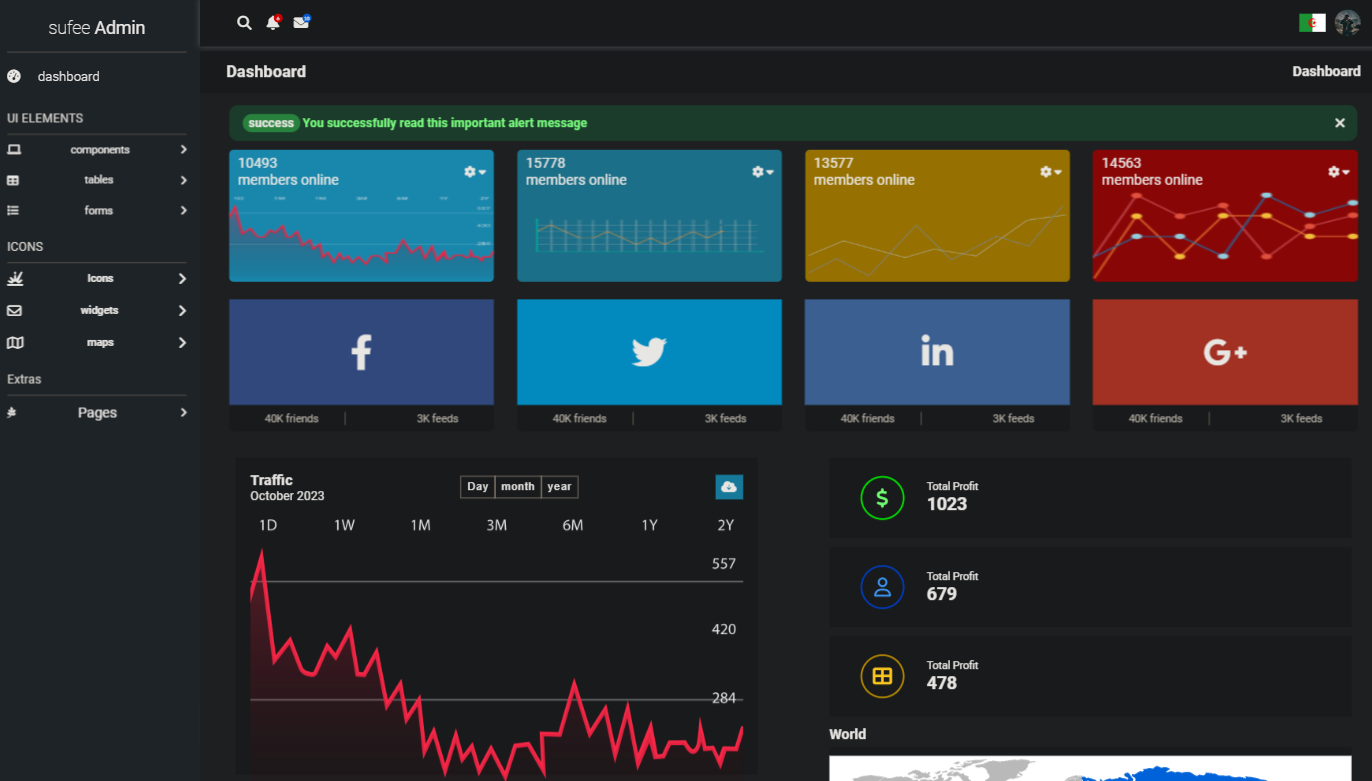 sufee Admin
dashboard
UI ELEMENTS
components
tables
forms
ICONS
Icons
widgets
maps
Extras
Pages
Dashboard
Dashboard
success You successfully read this important alert message
10493
members online
15778
members online
13577
members online
14563
members online
40K friends
3K feeds
40K friends
3K feeds
40K friends
3K feeds
40K friends
3K feeds
Traffic
October 2023
Day month year
1D 1W 1M 3M 6M 1Y 2Y
557
420
284
Total Profit
1023
Total Profit
679
Total Profit
478
World